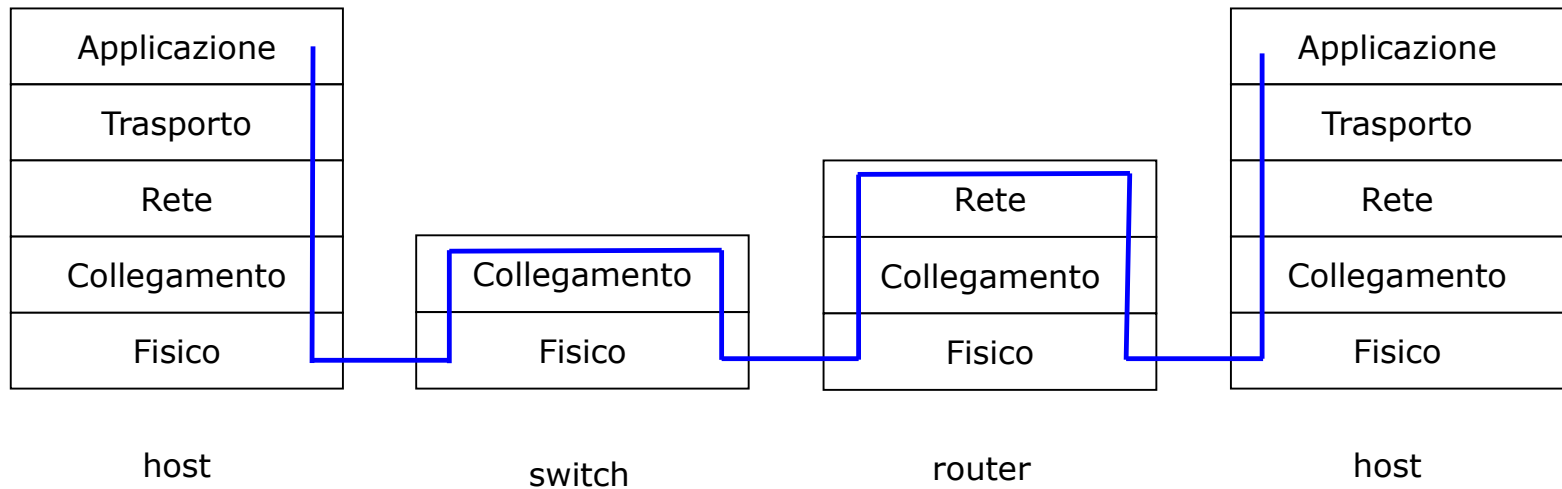 Applicazione
Trasporto
Rete
Collegamento
Fisico
host
Collegamento
Fisico
switch
Rete
Collegamento
Fisico
router
Applicazione
Trasporto
Rete
Collegamento
Fisico
host